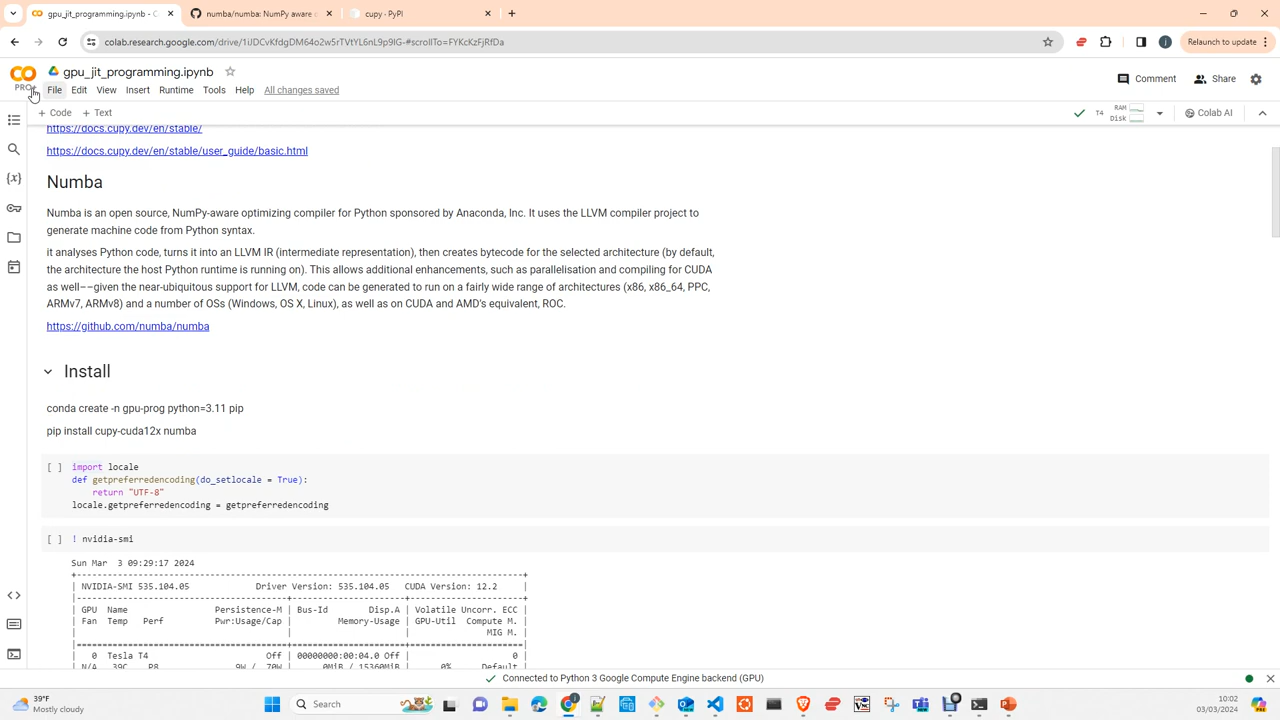 gpu_jit_programming.ipynb - C
numba/numba: NumPy aware d
cupy · PyPI
colab.research.google.com/drive/1iJDCvKfdgDM64o2w5rTVtYL6nL9p9IG-#scrollTo=FYKcKzFjRfDa
Relaunch to update
PRO+
gpu_jit_programming.ipynb
Comment
Share
File Edit View Insert Runtime Tools Help All changes saved
+ Code + Text
T4
RAM
Disk
Colab AI
https://docs.cupy.dev/en/stable/
https://docs.cupy.dev/en/stable/user_guide/basic.html
Numba
Numba is an open source, NumPy-aware optimizing compiler for Python sponsored by Anaconda, Inc. It uses the LLVM compiler project to
generate machine code from Python syntax.
it analyses Python code, turns it into an LLVM IR (intermediate representation), then creates bytecode for the selected architecture (by default,
the architecture the host Python runtime is running on). This allows additional enhancements, such as parallelisation and compiling for CUDA
as well––given the near-ubiquitous support for LLVM, code can be generated to run on a fairly wide range of architectures (x86, x86_64, PPC,
ARMv7, ARMv8) and a number of OSs (Windows, OS X, Linux), as well as on CUDA and AMD's equivalent, ROC.
https://github.com/numba/numba
Install
conda create -n gpu-prog python=3.11 pip
pip install cupy-cuda12x numba
[ ] import locale
def getpreferredencoding(do_setlocale = True):
return "UTF-8"
locale.getpreferredencoding = getpreferredencoding
[ ] ! nvidia-smi
Sun Mar 3 09:29:17 2024
+---------------------------------------------------------------------------------------+
| NVIDIA-SMI 535.104.05 Driver Version: 535.104.05 CUDA Version: 12.2 |
|-----------------------------------------+----------------------+----------------------+
| GPU Name Persistence-M | Bus-Id Disp.A | Volatile Uncorr. ECC |
| Fan Temp Perf Pwr:Usage/Cap | Memory-Usage | GPU-Util Compute M. |
| | | MIG M. |
|=========================================+======================+======================|
| 0 Tesla T4 Off | 00000000:00:04.0 Off | 0 |
| N/A 39C P8 9W / 70W | 0MiB / 15360MiB | 0% Default |
Connected to Python 3 Google Compute Engine backend (GPU)
39°F
Mostly cloudy
Search
10:02
03/03/2024